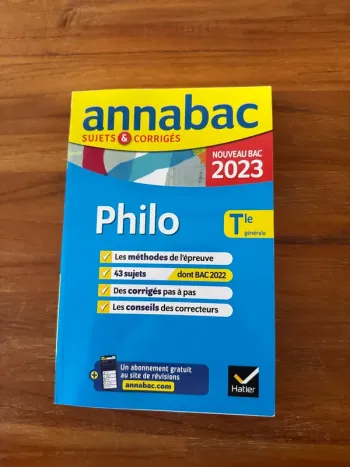 annabac
SUJETS & CORRIGÉS
NOUVEAU BAC
2023
Philo
Tle
générale
Les méthodes de l'épreuve
43 sujets dont BAC 2022
Des corrigés pas à pas
Les conseils des correcteurs
+
Un abonnement gratuit
au site de révisions
annabac.com
Hatier